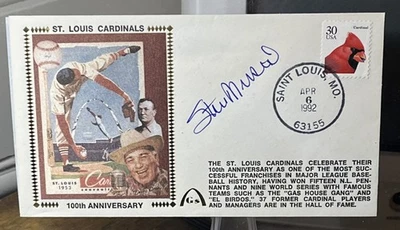 ST. LOUIS CARDINALS
30
USA
Cardinal
Stan Musial
SAINT LOUIS, MO.
APR
6
1992
63155
ST. LOUIS
1953
100th ANNIVERSARY
GS
THE ST. LOUIS CARDINALS CELEBRATE THEIR
100th ANNIVERSARY AS ONE OF THE MOST SUC-
CESSFUL FRANCHISES IN MAJOR LEAGUE BASE-
BALL HISTORY, HAVING WON FIFTEEN N.L. PEN-
NANTS AND NINE WORLD SERIES WITH FAMOUS
TEAMS SUCH AS THE "GAS HOUSE GANG" AND
"EL BIRDOS." 37 FORMER CARDINAL PLAYERS
AND MANAGERS ARE IN THE HALL OF FAME.